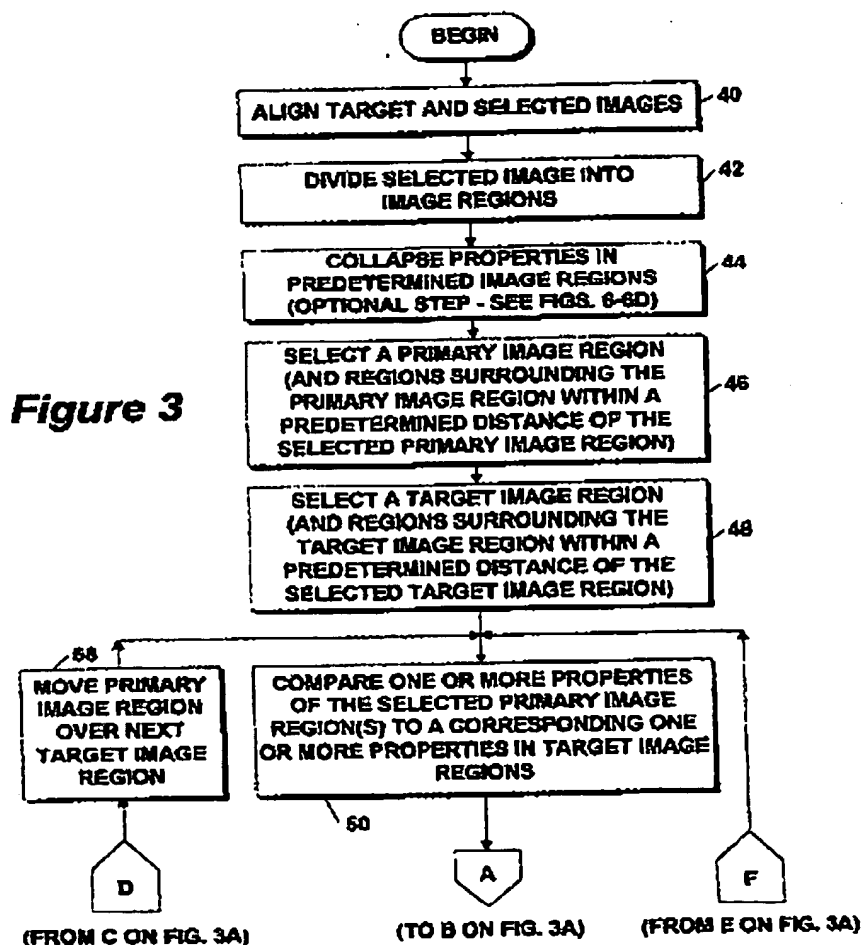 BEGIN
ALIGN TARGET AND SELECTED IMAGES
40
DIVIDE SELECTED IMAGE INTO
IMAGE REGIONS
42
COLLAPSE PROPERTIES IN
PREDETERMINED IMAGE REGIONS
(OPTIONAL STEP - SEE FIGS. 6-6D)
44
SELECT A PRIMARY IMAGE REGION
(AND REGIONS SURROUNDING THE
PRIMARY IMAGE REGION WITHIN A
PREDETERMINED DISTANCE OF THE
SELECTED PRIMARY IMAGE REGION)
46
Figure 3
SELECT A TARGET IMAGE REGION
(AND REGIONS SURROUNDING THE
TARGET IMAGE REGION WITHIN A
PREDETERMINED DISTANCE OF THE
SELECTED TARGET IMAGE REGION)
48
58
MOVE PRIMARY
IMAGE REGION
OVER NEXT
TARGET IMAGE
REGION
COMPARE ONE OR MORE PROPERTIES
OF THE SELECTED PRIMARY IMAGE
REGION(S) TO A CORRESPONDING ONE
OR MORE PROPERTIES IN TARGET IMAGE
REGIONS
50
D
A
F
(FROM C ON FIG. 3A)
(TO B ON FIG. 3A)
(FROM E ON FIG. 3A)